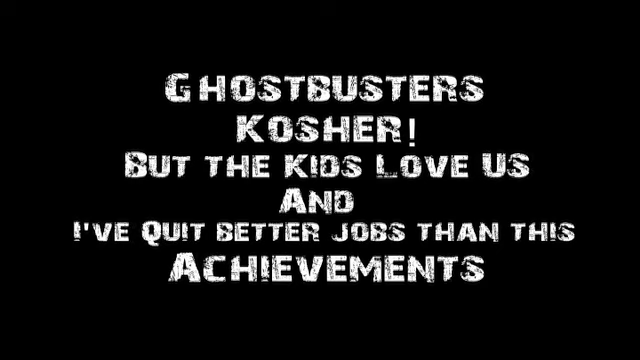 Ghostbusters
Kosher!
But the Kids Love Us
And
I've Quit better jobs than this
Achievements